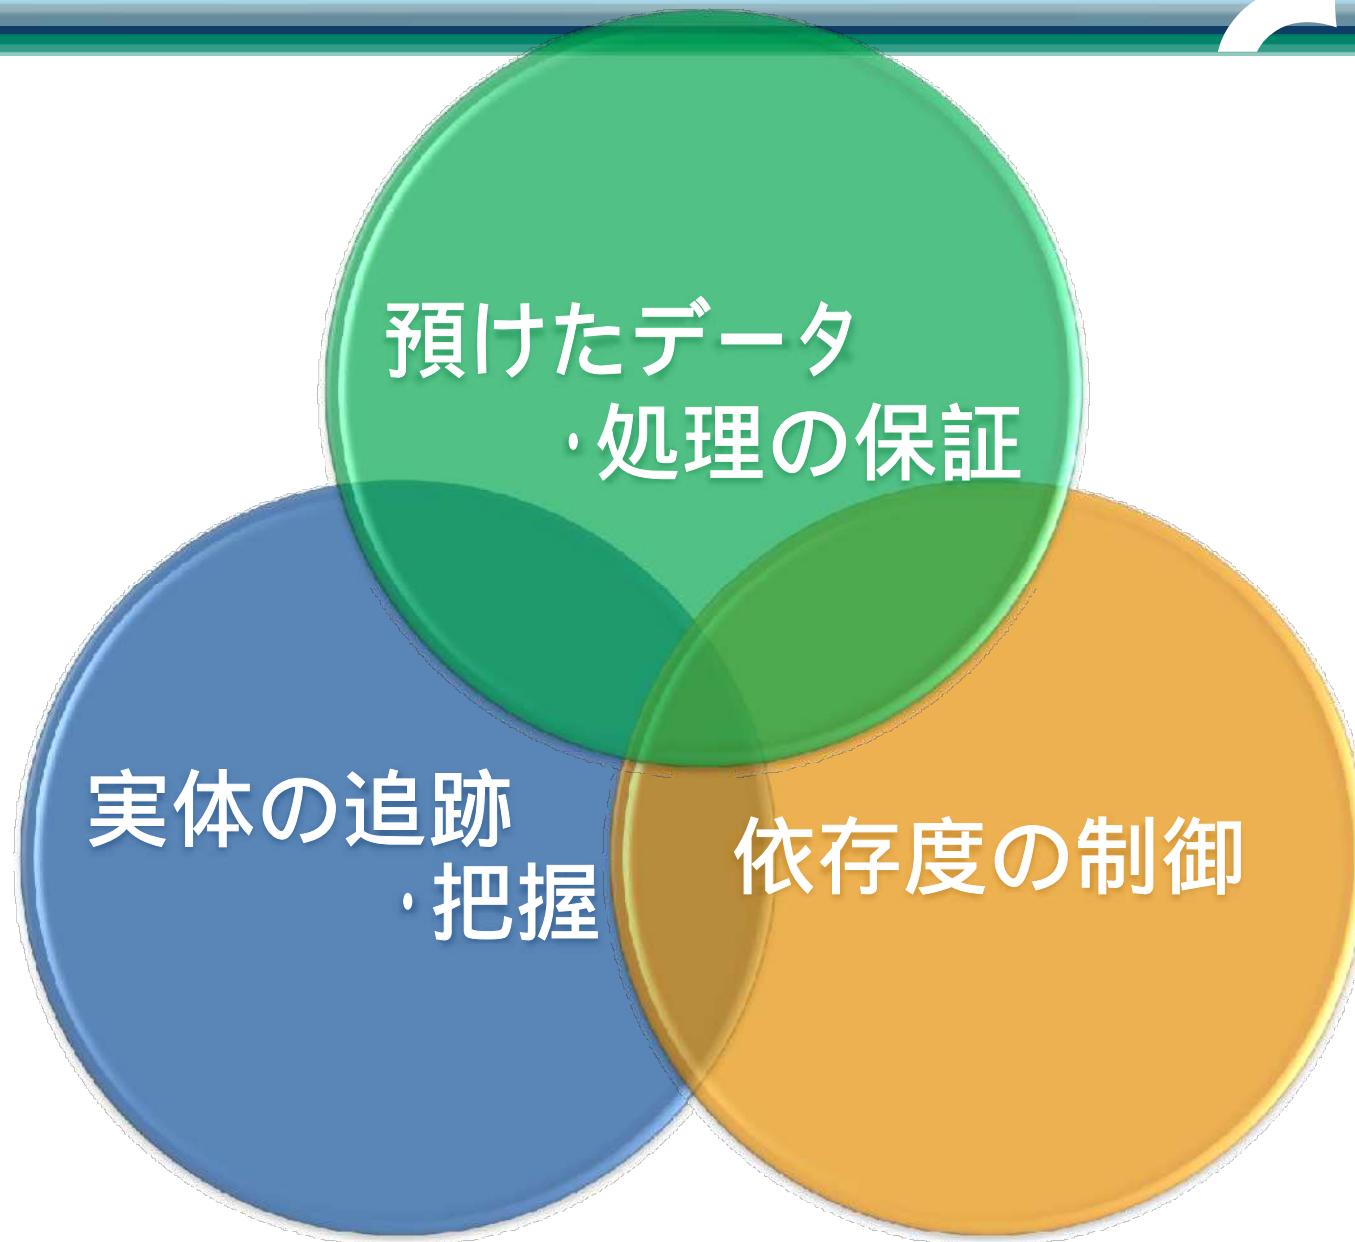 預けたデータ
・処理の保証
実体の追跡
・把握
依存度の制御